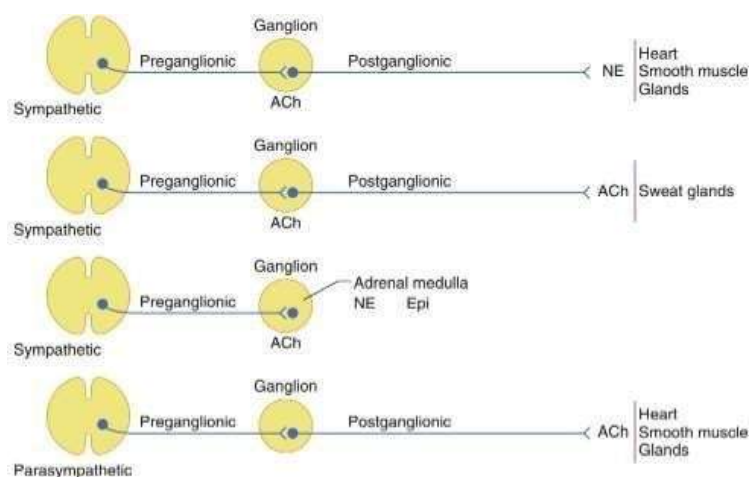 Ganglion
Preganglionic
Postganglionic
NE
Heart
Smooth muscle
Glands
ACh
Sympathetic
Ganglion
Preganglionic
Postganglionic
ACh
Sweat glands
ACh
Sympathetic
Ganglion
Adrenal medulla
Preganglionic
NE Epi
ACh
Sympathetic
Ganglion
Preganglionic
Postganglionic
ACh
Heart
Smooth muscle
Glands
Parasympathetic